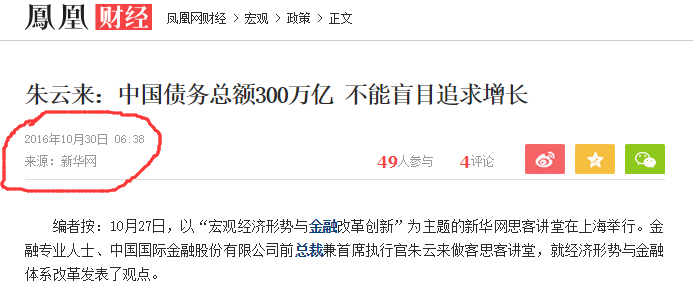 鳳凰 财经 凤凰网财经 > 宏观 > 政策 > 正文
朱云来：中国债务总额300万亿 不能盲目追求增长
2016年10月30日 06:38
来源：新华网
49人参与 4评论
编者按：10月27日，以“宏观经济形势与金融改革创新”为主题的新华网思客讲堂在上海举行。金
融专业人士、中国国际金融股份有限公司前总裁兼首席执行官朱云来做客思客讲堂，就经济形势与金融
体系改革发表了观点。